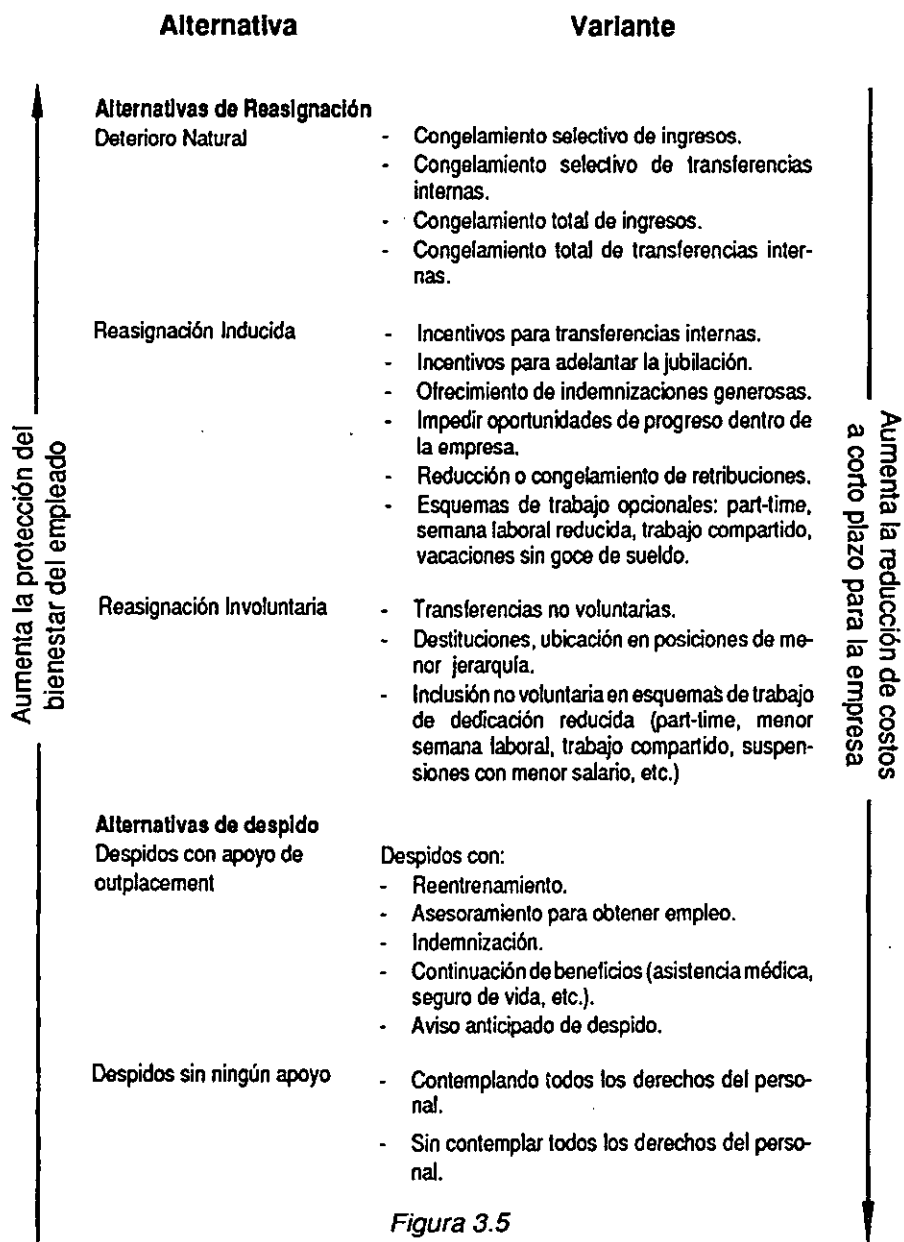 Alternativa
Variante
Alternativas de Reasignación
Deterioro Natural
- Congelamiento selectivo de ingresos.
- Congelamiento selectivo de transferencias
internas.
- Congelamiento total de ingresos.
- Congelamiento total de transferencias inter-
nas.
Reasignación Inducida
- Incentivos para transferencias internas.
- Incentivos para adelantar la jubilación.
- Ofrecimiento de indemnizaciones generosas.
- Impedir oportunidades de progreso dentro de
la empresa.
- Reducción o congelamiento de retribuciones.
- Esquemas de trabajo opcionales: part-time,
semana laboral reducida, trabajo compartido,
vacaciones sin goce de sueldo.
Reasignación Involuntaria
- Transferencias no voluntarias.
- Destituciones, ubicación en posiciones de me-
nor jerarquía.
- Inclusión no voluntaria en esquemas de trabajo
de dedicación reducida (part-time, menor
semana laboral, trabajo compartido, suspen-
siones con menor salario, etc.)
Alternativas de despido
Despidos con apoyo de
outplacement
Despidos con:
- Reentrenamiento.
- Asesoramiento para obtener empleo.
- Indemnización.
- Continuación de beneficios (asistencia médica,
seguro de vida, etc.).
- Aviso anticipado de despido.
Despidos sin ningún apoyo
- Contemplando todos los derechos del perso-
nal.
- Sin contemplar todos los derechos del perso-
nal.
Aumenta la protección del
bienestar del empleado
Aumenta la reducción de costos
a corto plazo para la empresa
Figura 3.5